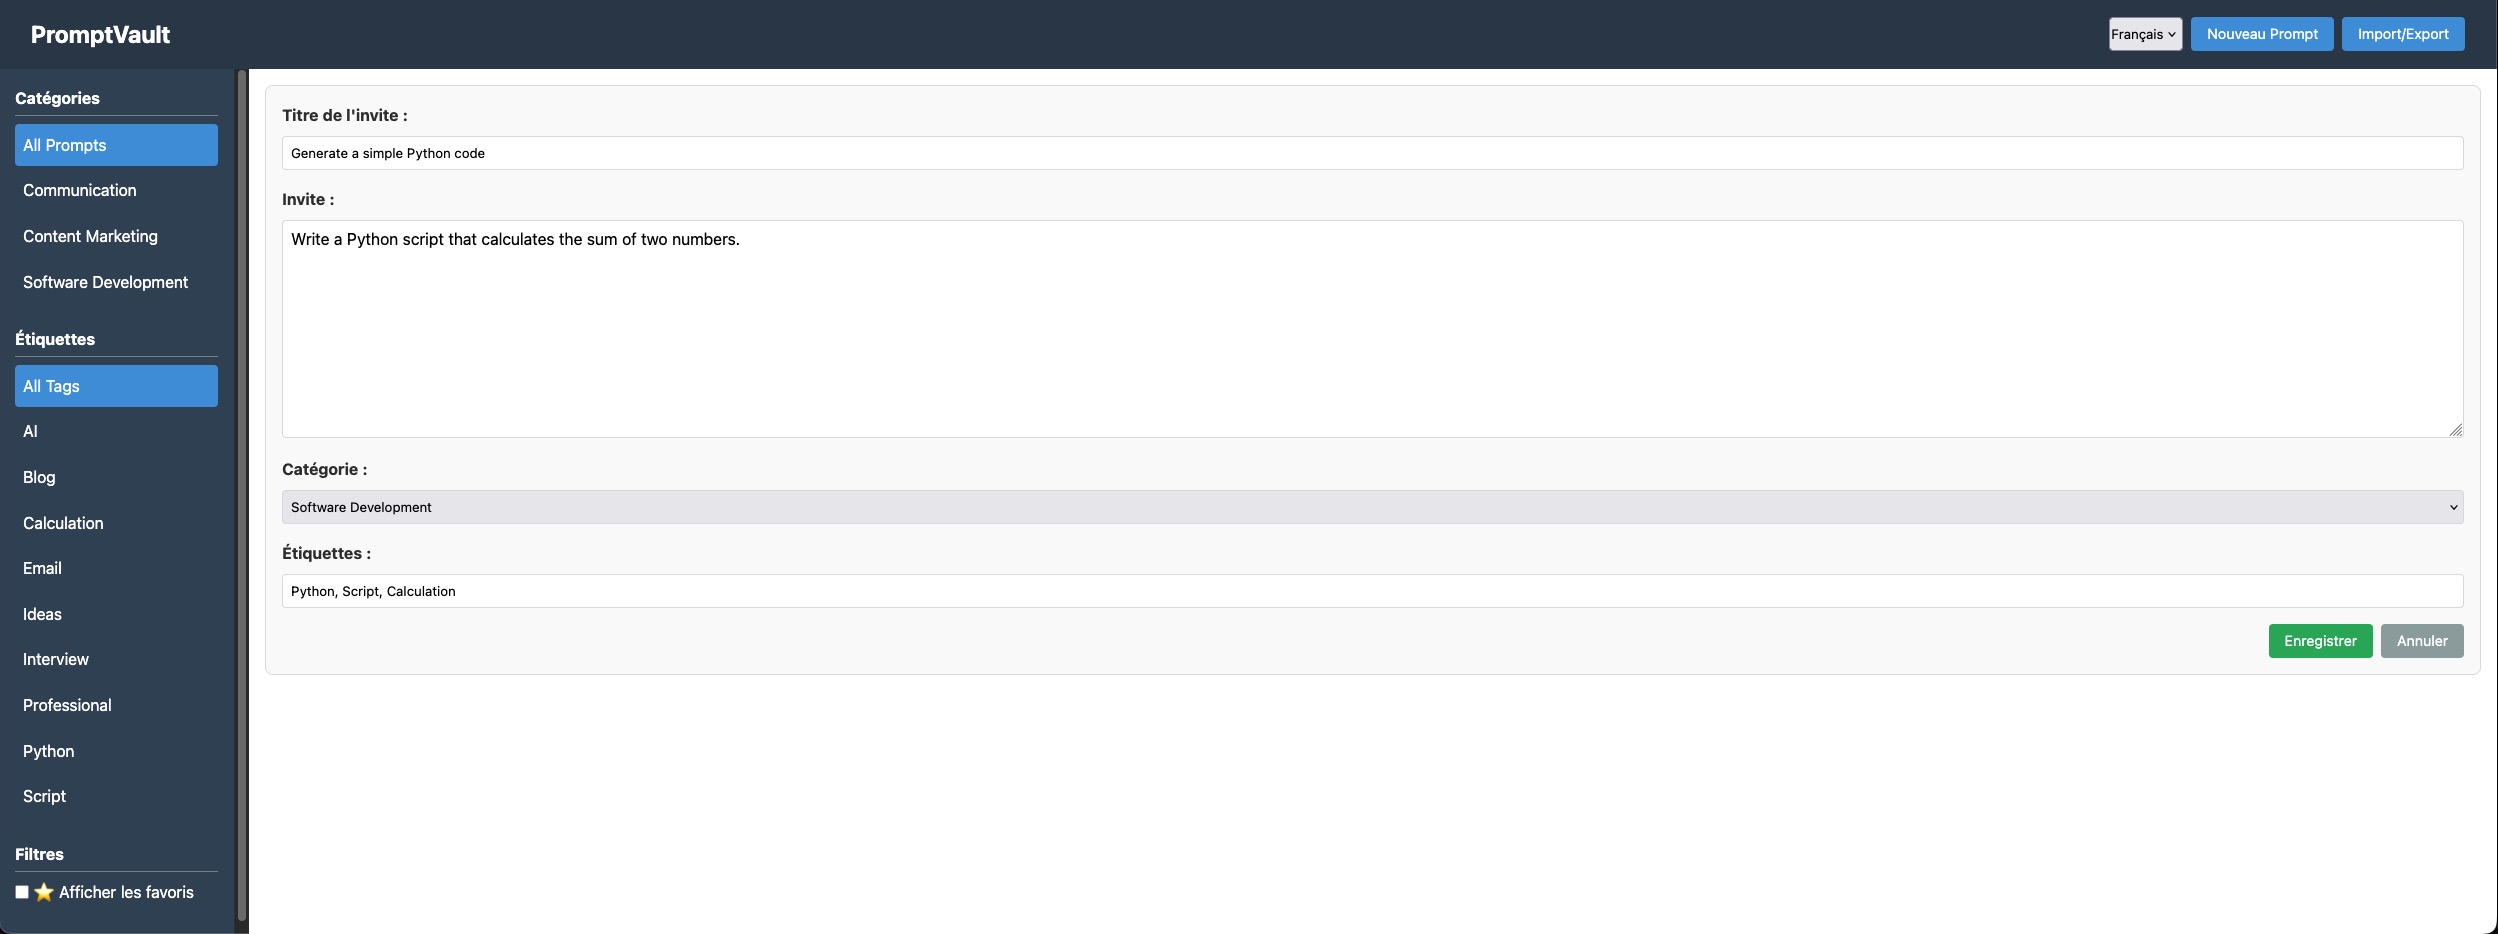 PromptVault
Français
Nouveau Prompt
Import/Export
Catégories
All Prompts
Communication
Content Marketing
Software Development
Étiquettes
All Tags
AI
Blog
Calculation
Email
Ideas
Interview
Professional
Python
Script
Filtres
⭐ Afficher les favoris
Titre de l'invite :
Generate a simple Python code
Invite :
Write a Python script that calculates the sum of two numbers.
Catégorie :
Software Development
Étiquettes :
Python, Script, Calculation
Enregistrer
Annuler